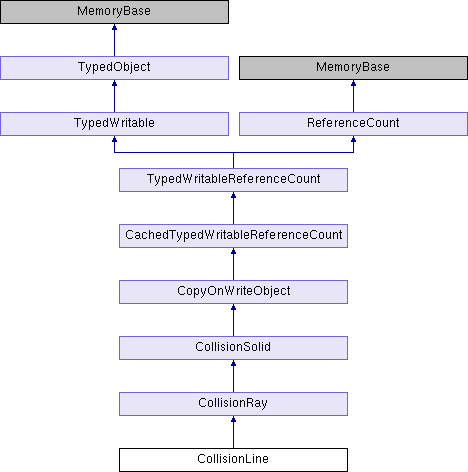 MemoryBase
TypedObject
MemoryBase
TypedWritable
ReferenceCount
TypedWritableReferenceCount
CachedTypedWritableReferenceCount
CopyOnWriteObject
CollisionSolid
CollisionRay
CollisionLine